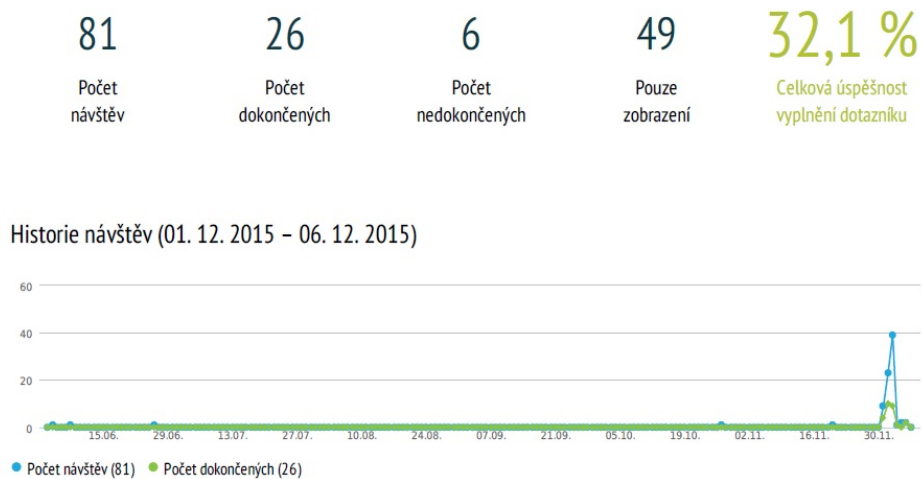 81
26
6
49
32,1 %
Počet
návštěv
Počet
dokončených
Počet
nedokončených
Pouze
zobrazení
Celková úspěšnost
vyplnění dotazníku
Historie návštěv (01. 12. 2015 – 06. 12. 2015)
60
40
20
0
15.06.
29.06.
13.07.
27.07.
10.08.
24.08.
07.09.
21.09.
05.10.
19.10.
02.11.
16.11.
30.11.
Počet návštěv (81)
Počet dokončených (26)